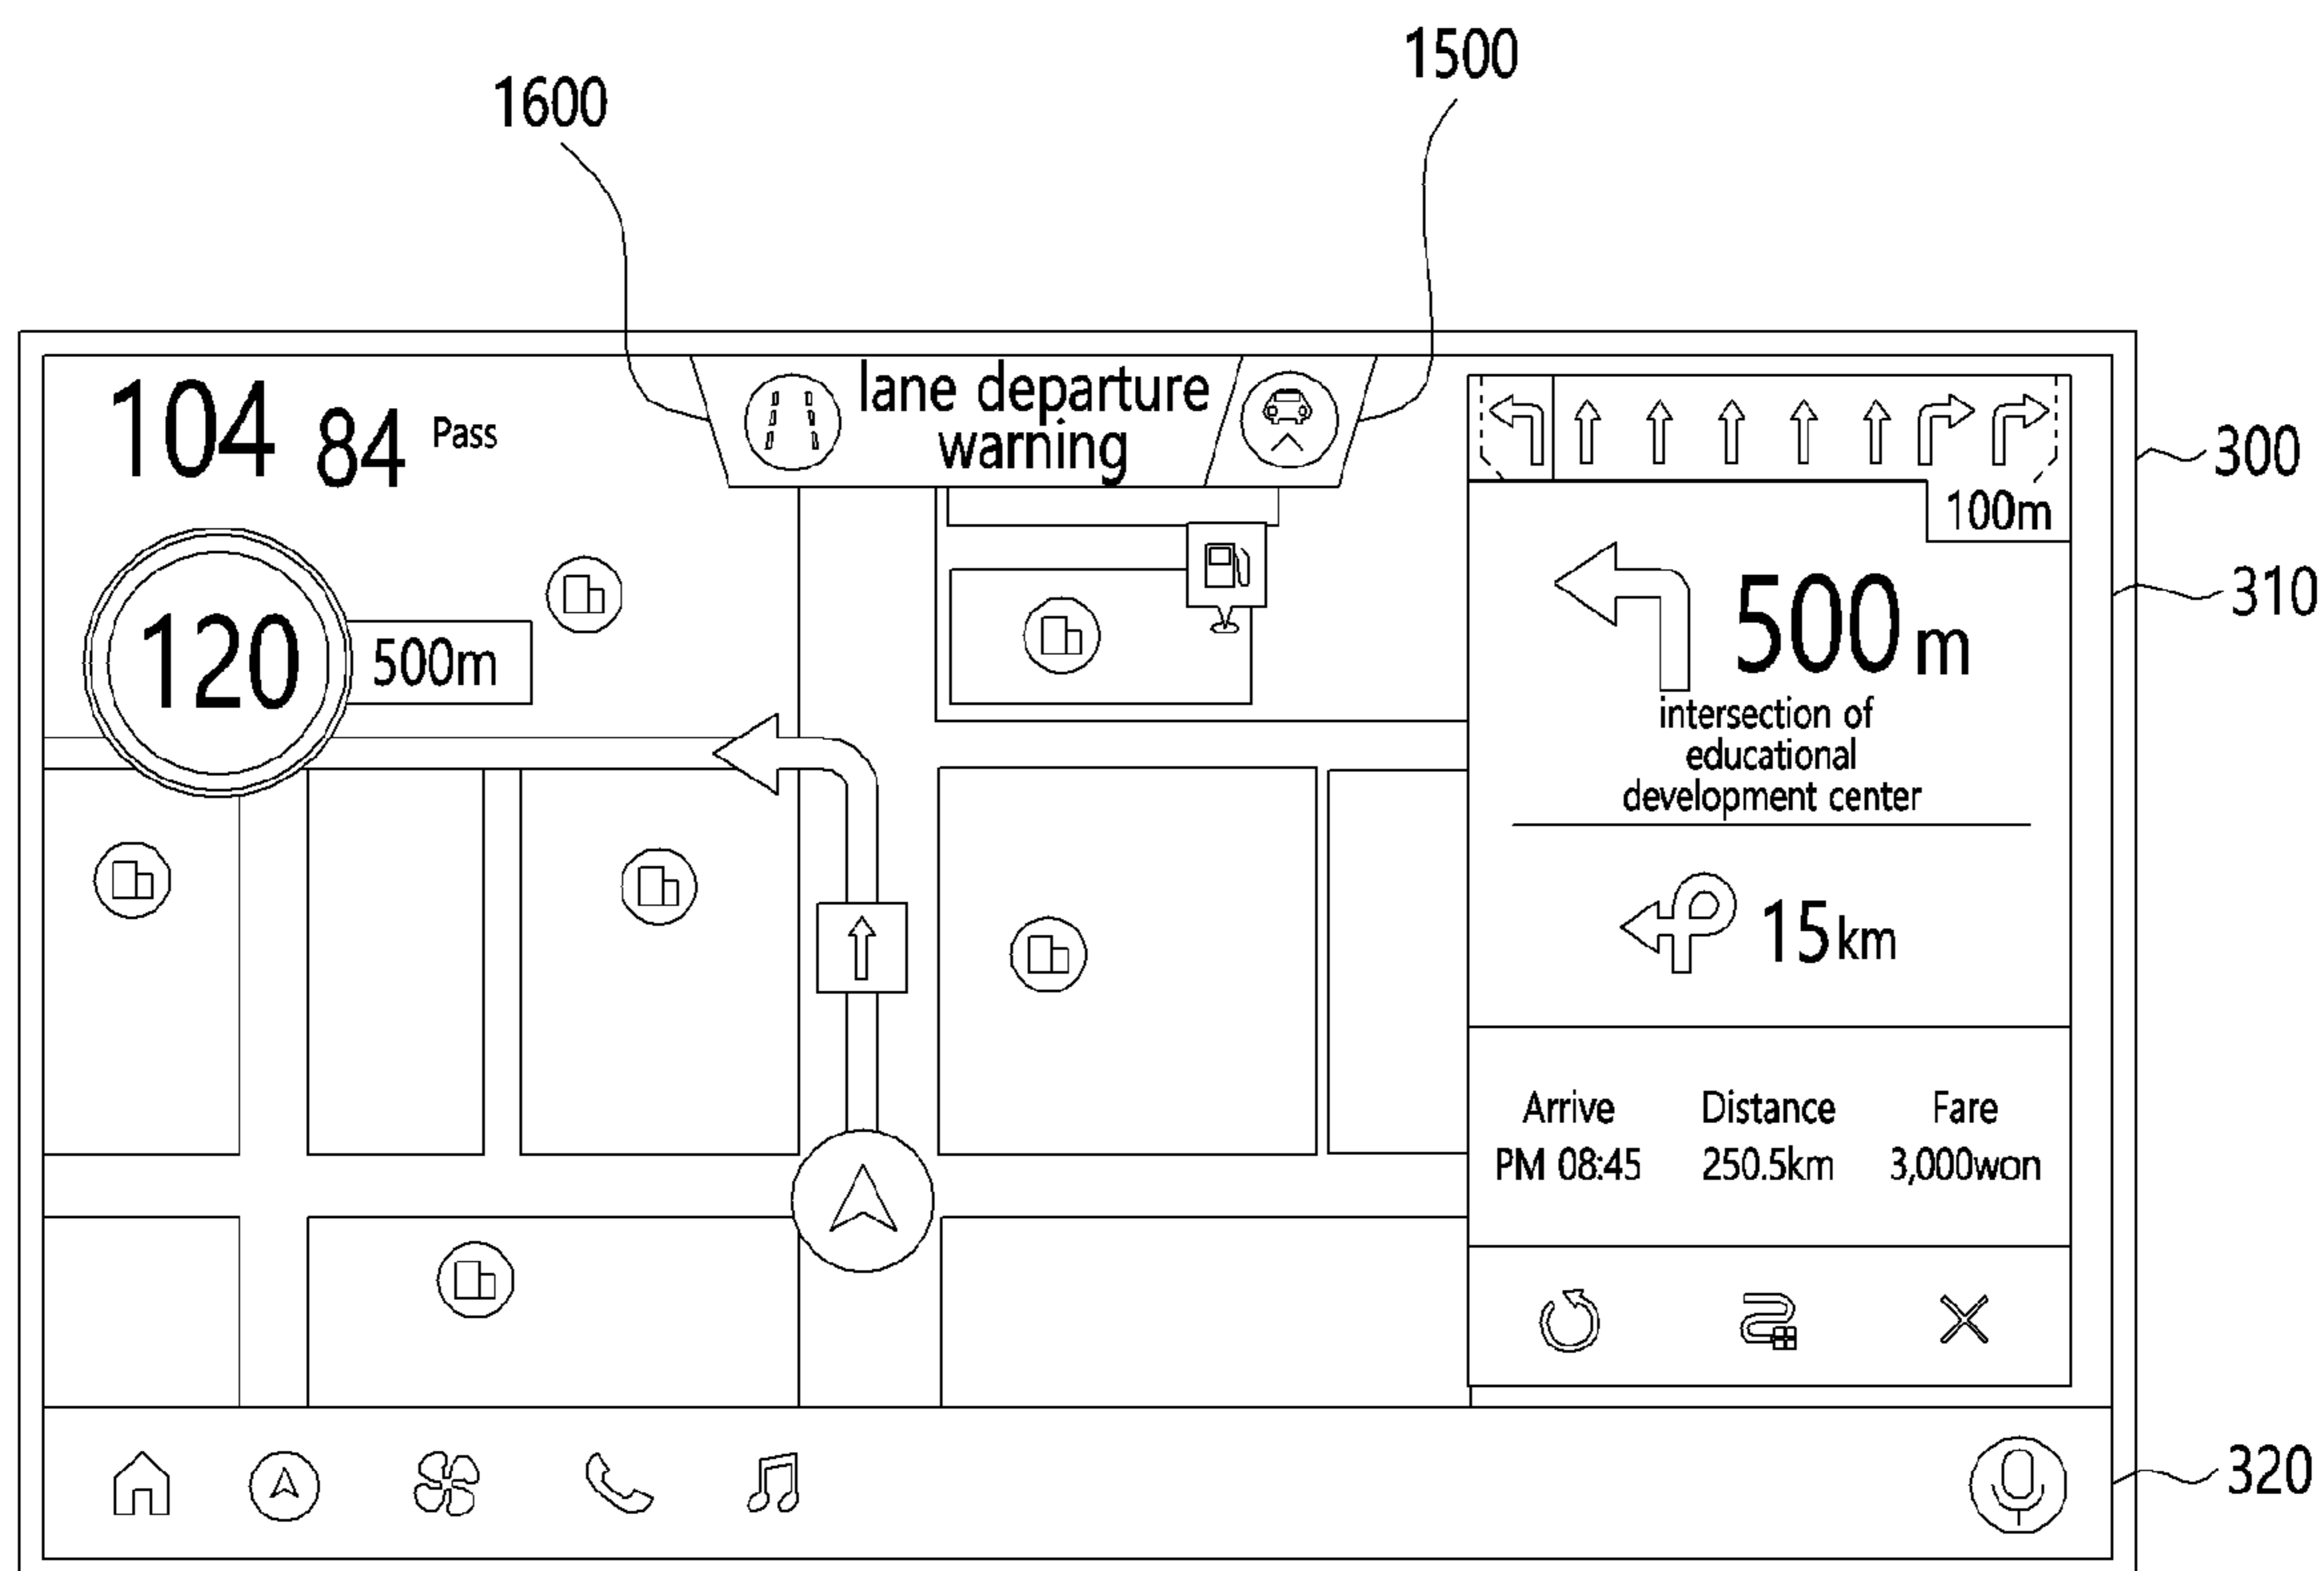 1500
1600
104 84 Pass
lane departure
warning
300
100m
310
120
500m
500 m
intersection of
educational
development center
15km
Arrive Distance Fare
PM 08:45 250.5km 3,000won
320